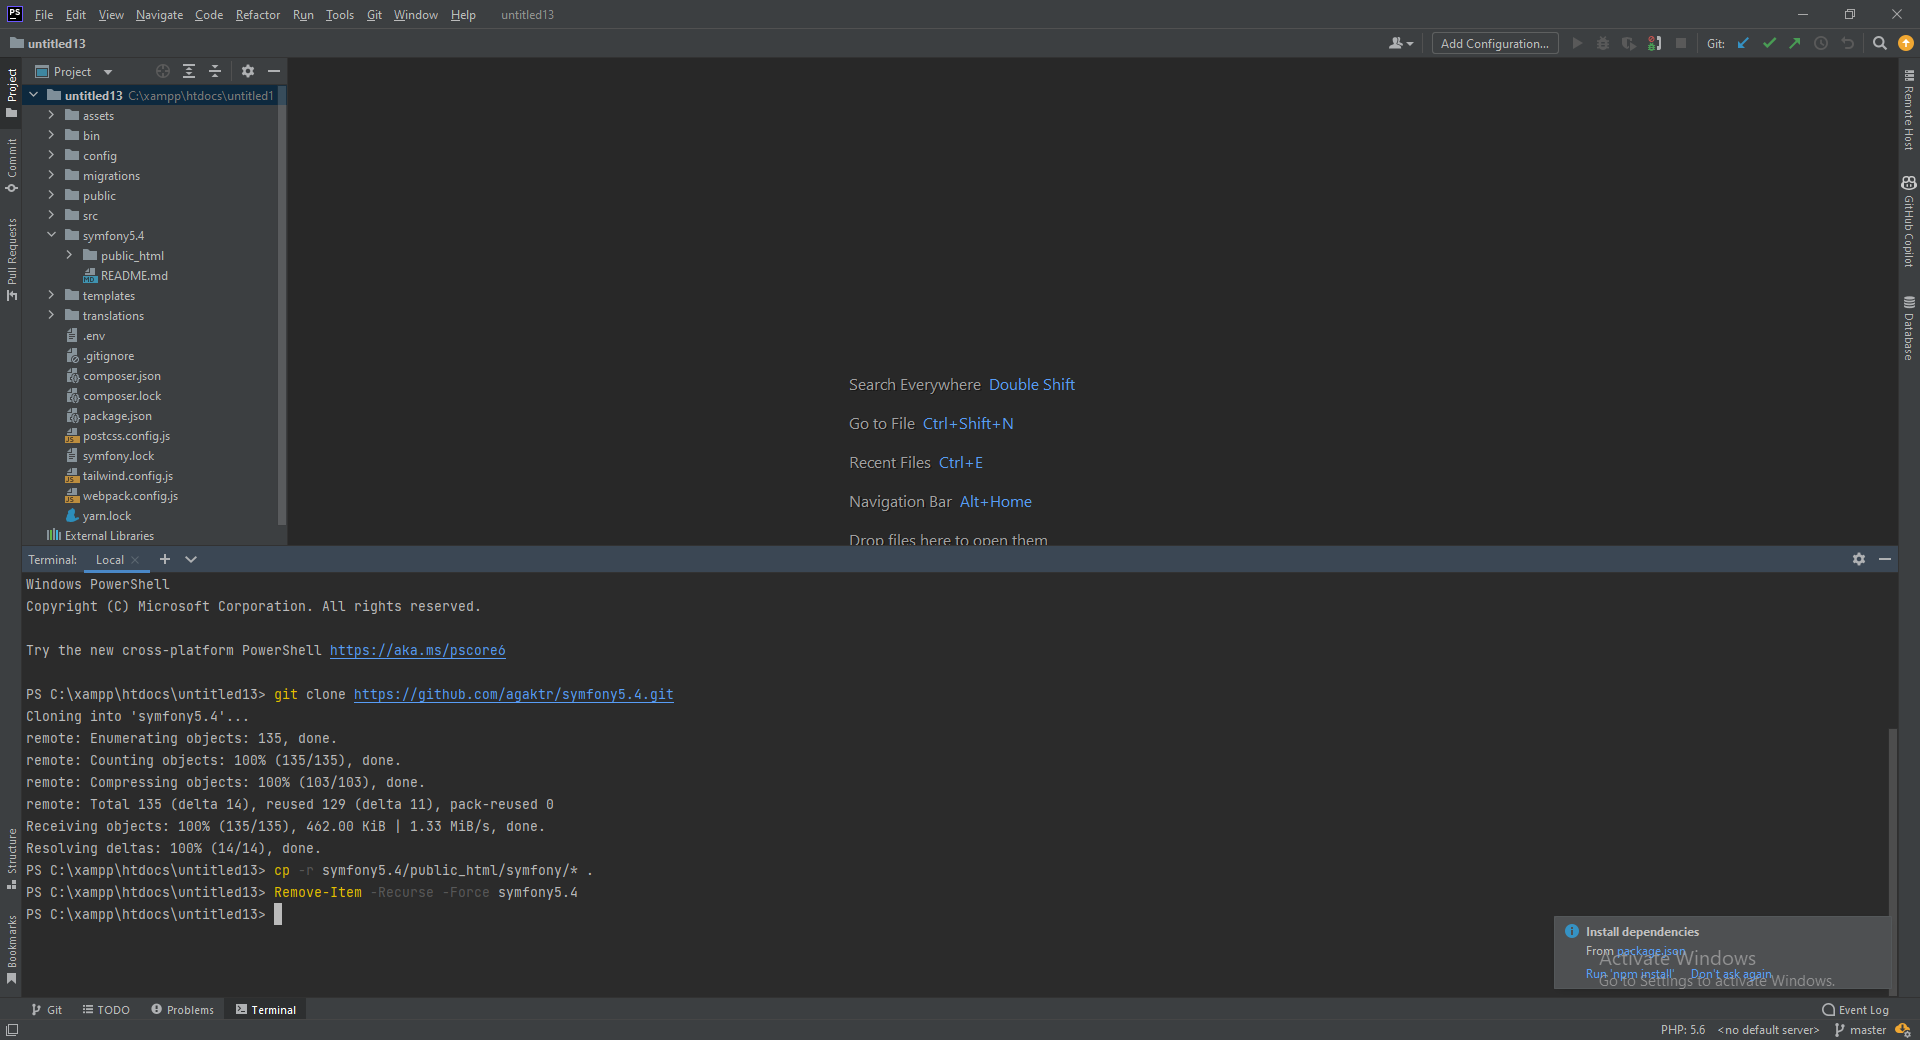 PS File Edit View Navigate Code Refactor Run Tools Git Window Help untitled13
untitled13 Add Configuration... Git:
Project
untitled13 C:\xampp\htdocs\untitled1
assets
bin
config
migrations
public
src
symfony5.4
public_html
README.md
templates
translations
.env
.gitignore
composer.json
composer.lock
package.json
postcss.config.js
symfony.lock
tailwind.config.js
webpack.config.js
yarn.lock
External Libraries
Project
Commit
Pull Requests
Structure
Bookmarks
Search Everywhere Double Shift
Go to File Ctrl+Shift+N
Recent Files Ctrl+E
Navigation Bar Alt+Home
Drop files here to open them
Remote Host
GitHub Copilot
Database
Terminal: Local
Windows PowerShell
Copyright (C) Microsoft Corporation. All rights reserved.
Try the new cross-platform PowerShell https://aka.ms/pscore6
PS C:\xampp\htdocs\untitled13> git clone https://github.com/agaktr/symfony5.4.git
Cloning into 'symfony5.4'...
remote: Enumerating objects: 135, done.
remote: Counting objects: 100% (135/135), done.
remote: Compressing objects: 100% (103/103), done.
remote: Total 135 (delta 14), reused 129 (delta 11), pack-reused 0
Receiving objects: 100% (135/135), 462.00 KiB | 1.33 MiB/s, done.
Resolving deltas: 100% (14/14), done.
PS C:\xampp\htdocs\untitled13> cp -r symfony5.4/public_html/symfony/* .
PS C:\xampp\htdocs\untitled13> Remove-Item -Recurse -Force symfony5.4
PS C:\xampp\htdocs\untitled13>
Install dependencies
From package.json
Run 'npm install' Don't ask again
Activate Windows
Go to Settings to activate Windows.
Git TODO Problems Terminal Event Log
PHP: 5.6 <no default server> master